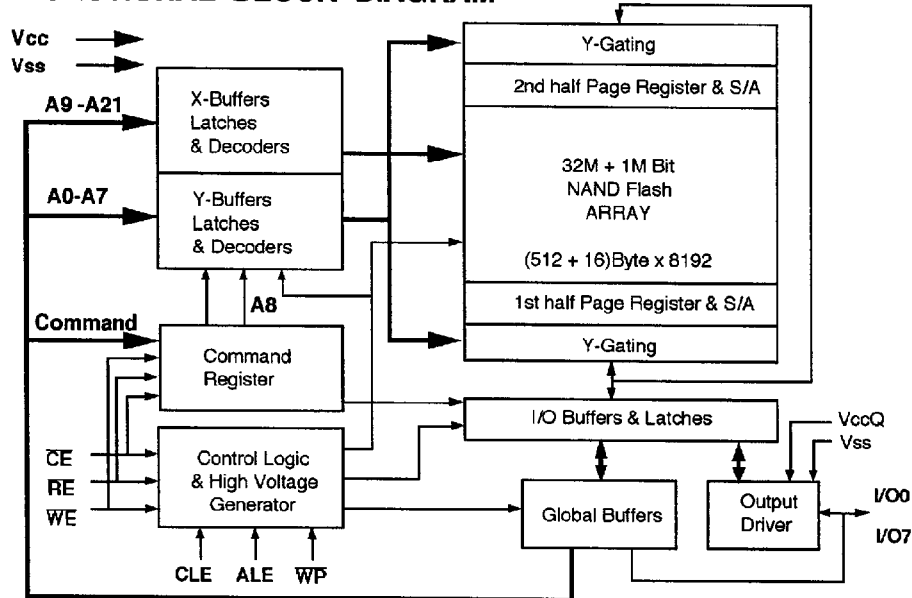 BLOCK DIAGRAM
Vcc
Vss
A9 -A21
A0-A7
Command
X-Buffers
Latches
& Decoders
Y-Buffers
Latches
& Decoders
A8
Command
Register
Control Logic
& High Voltage
Generator
CE
RE
WE
CLE
ALE
WP
Y-Gating
2nd half Page Register & S/A
32M + 1M Bit
NAND Flash
ARRAY
(512 + 16)Byte x 8192
1st half Page Register & S/A
Y-Gating
I/O Buffers & Latches
VccQ
Vss
Global Buffers
Output
Driver
I/O0
I/O7